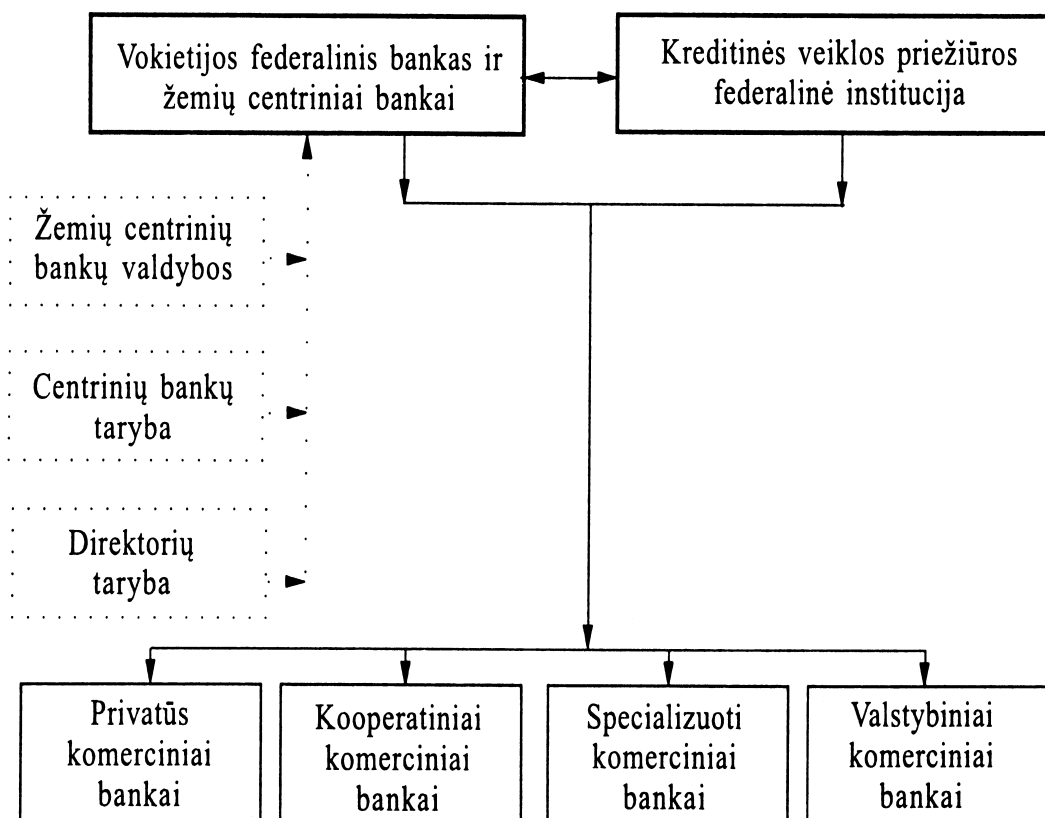 Vokietijos federalinis bankas ir
žemių centriniai bankai
Kreditinės veiklos priežiūros
federalinė institucija
Žemių centrinių
bankų valdybos
Centrinių bankų
taryba
Direktorių
taryba
Privatūs
komerciniai
bankai
Kooperatiniai
komerciniai
bankai
Specializuoti
komerciniai
bankai
Valstybiniai
komerciniai
bankai